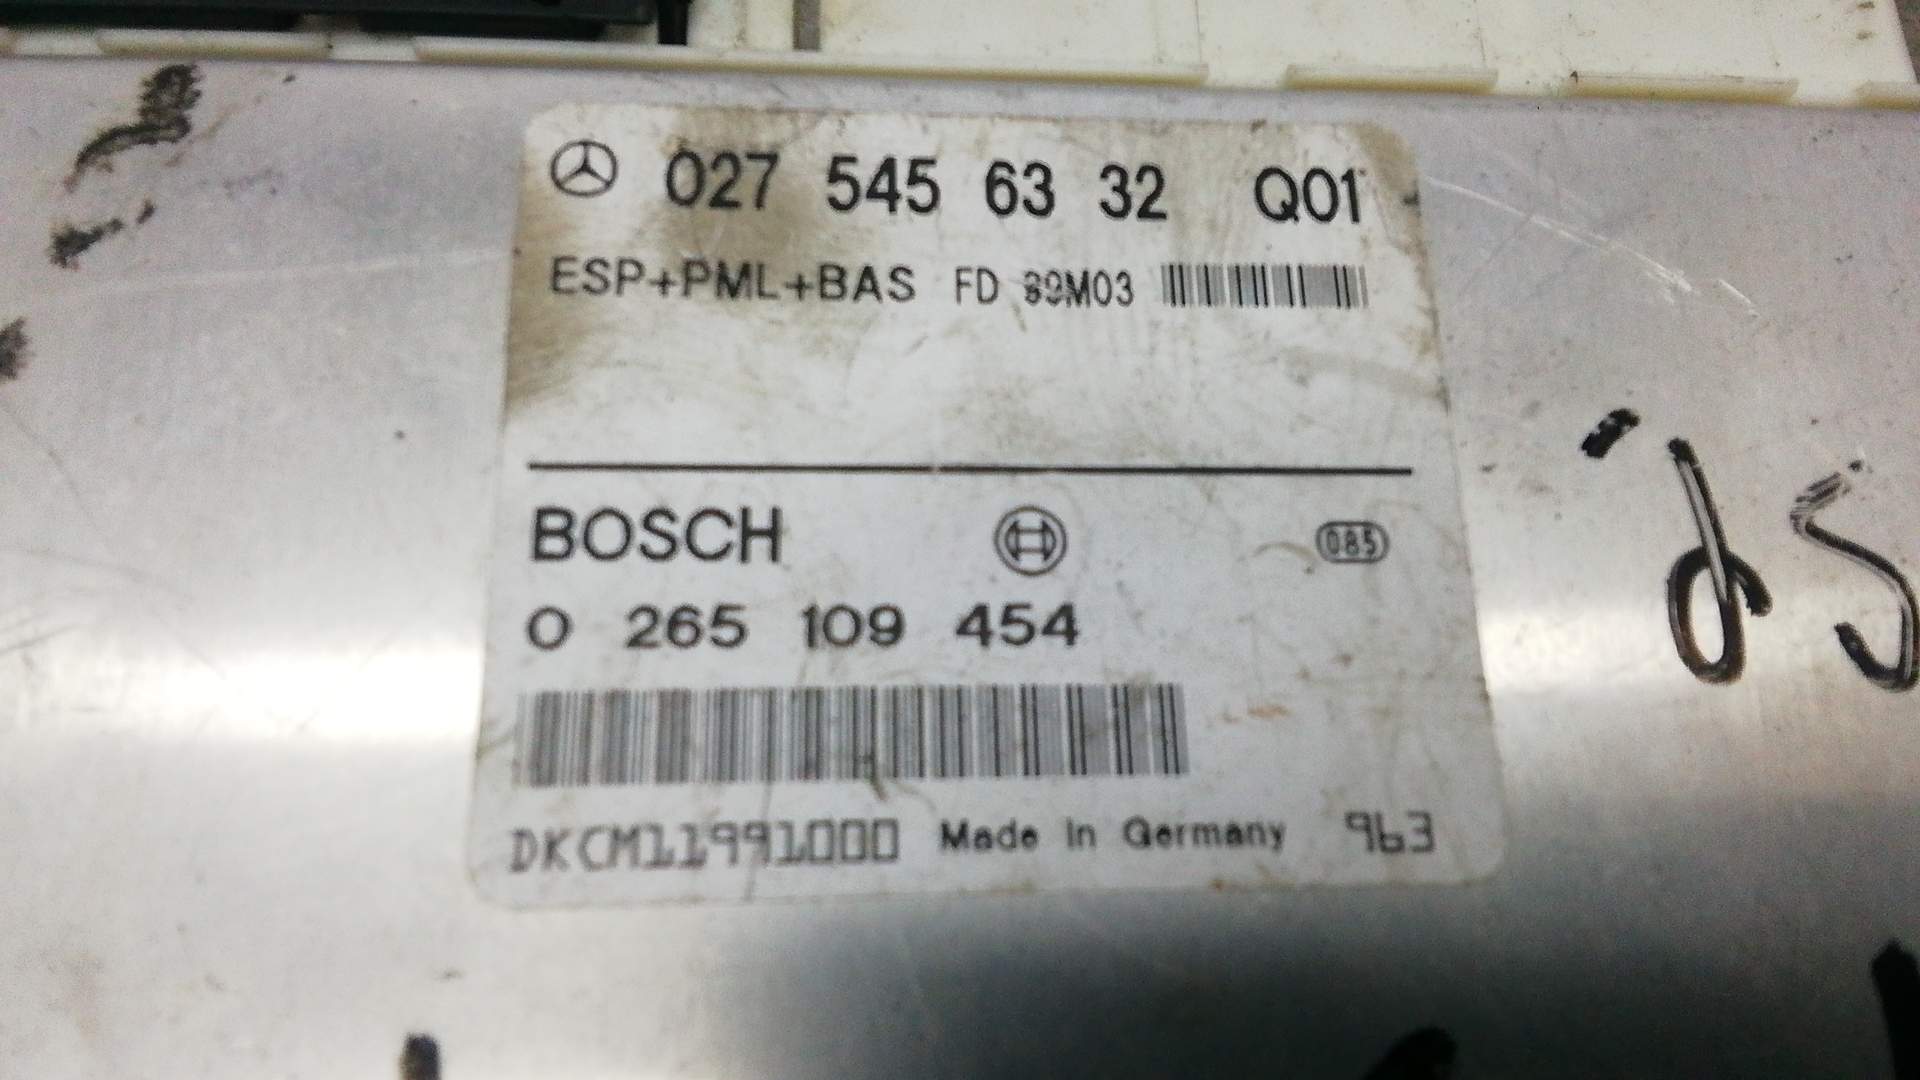 027 545 63 32 Q01
ESP+PML+BAS FD 89M03
BOSCH 085
0 265 109 454
DKCM11991000 Made in Germany 963